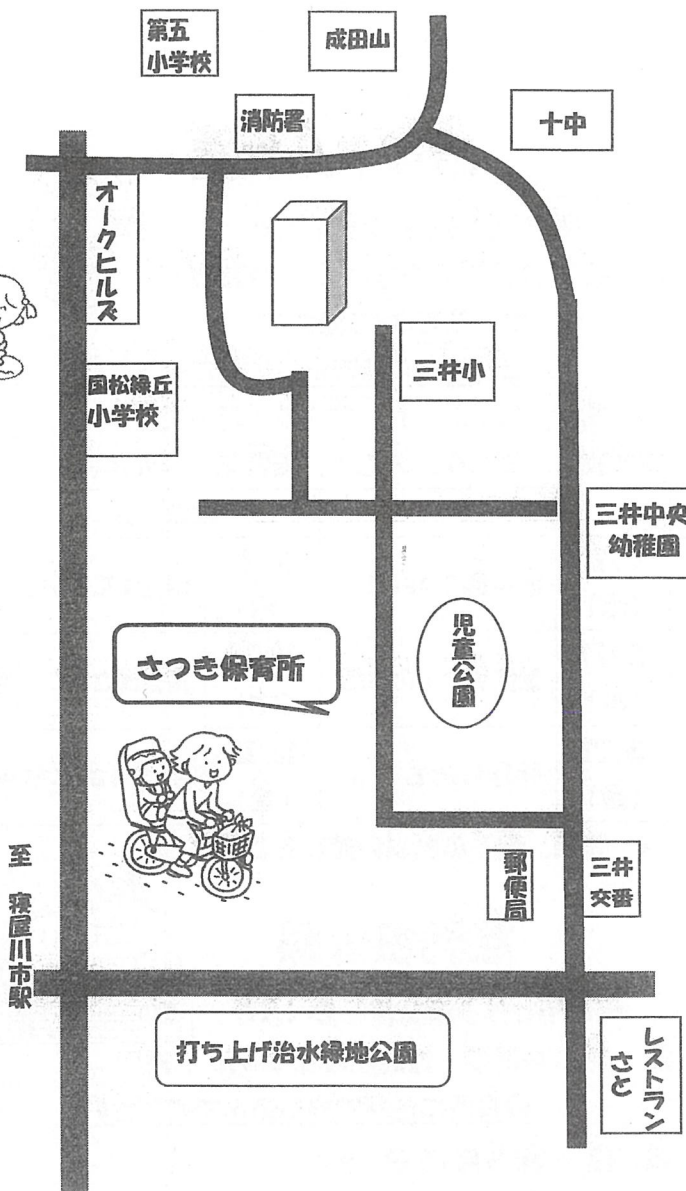 第五
小学校
成田山
消防署
十中
オークヒルズ
国松緑丘
小学校
三井小
三井中央
幼稚園
さつき保育所
児童公園
郵便局
三井
交番
至 寝屋川市駅
打ち上げ治水緑地公園
レストラン
さと